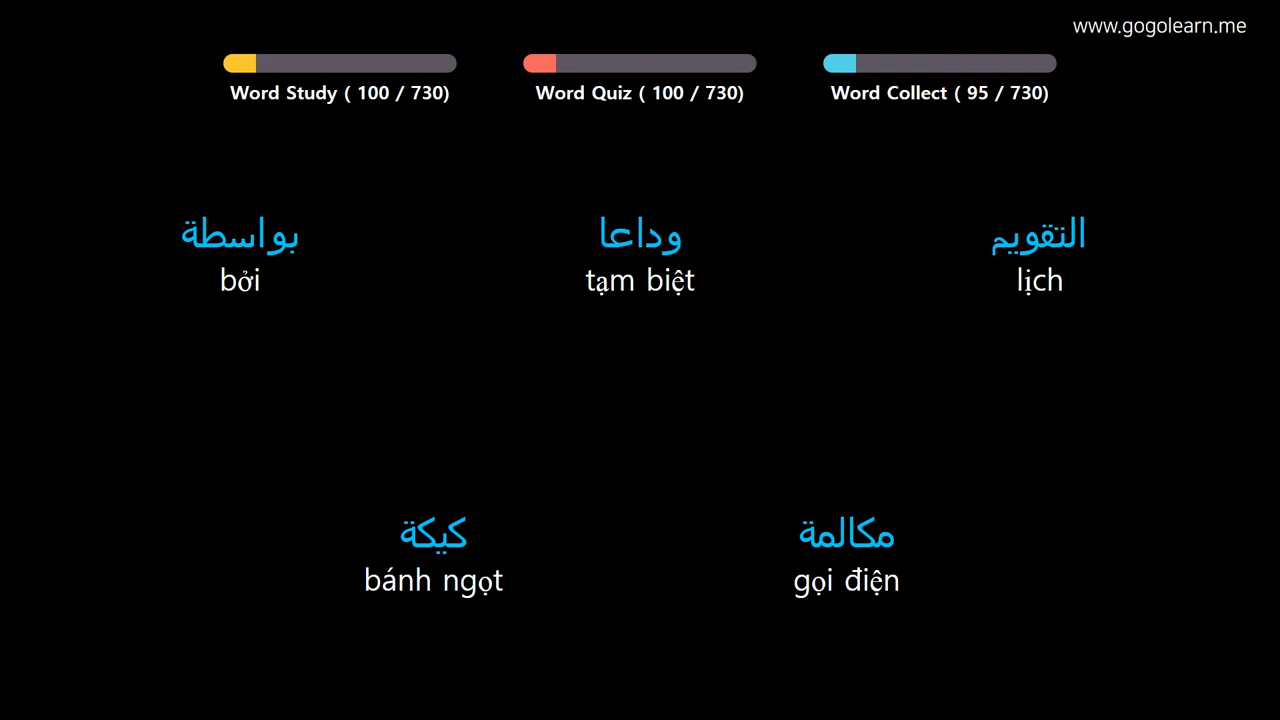 www.gogolearn.me
Word Study ( 100 / 730)
Word Quiz ( 100 / 730)
Word Collect ( 95 / 730)
بواسطة
bởi
وداعا
tạm biệt
التقويم
lịch
كيكة
bánh ngọt
مكالمة
gọi điện